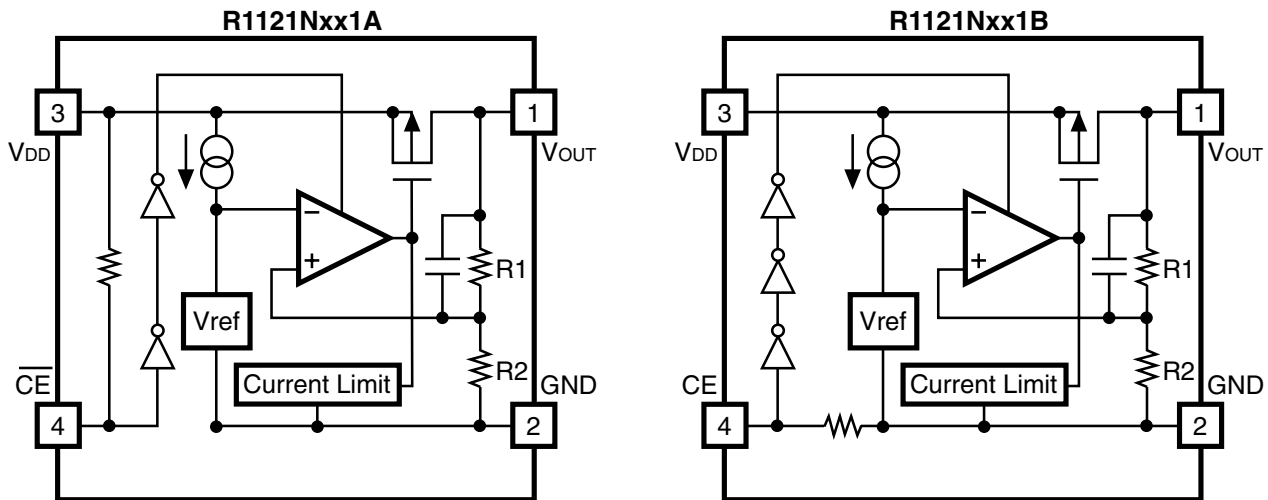 R1121Nxx1A
3
VDD
1
VOUT
−
+
R1
Vref
R2
Current Limit
C̅E̅
4
GND
2
R1121Nxx1B
3
VDD
1
VOUT
−
+
R1
Vref
R2
Current Limit
CE
4
GND
2